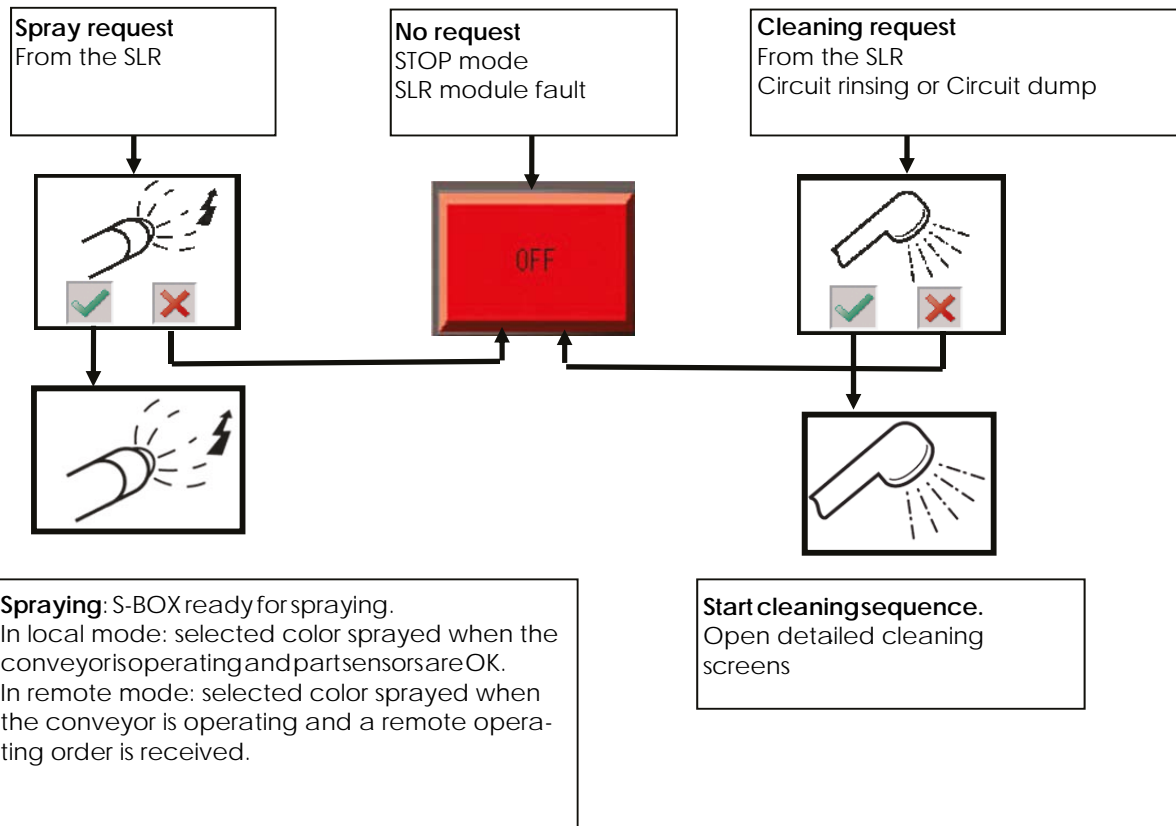 Spray request
From the SLR
No request
STOP mode
SLR module fault
Cleaning request
From the SLR
Circuit rinsing or Circuit dump
OFF
Spraying: S-BOX ready for spraying.
In local mode: selected color sprayed when the
conveyor is operating and part sensors are OK.
In remote mode: selected color sprayed when
the conveyor is operating and a remote opera-
ting order is received.
Start cleaning sequence.
Open detailed cleaning
screens